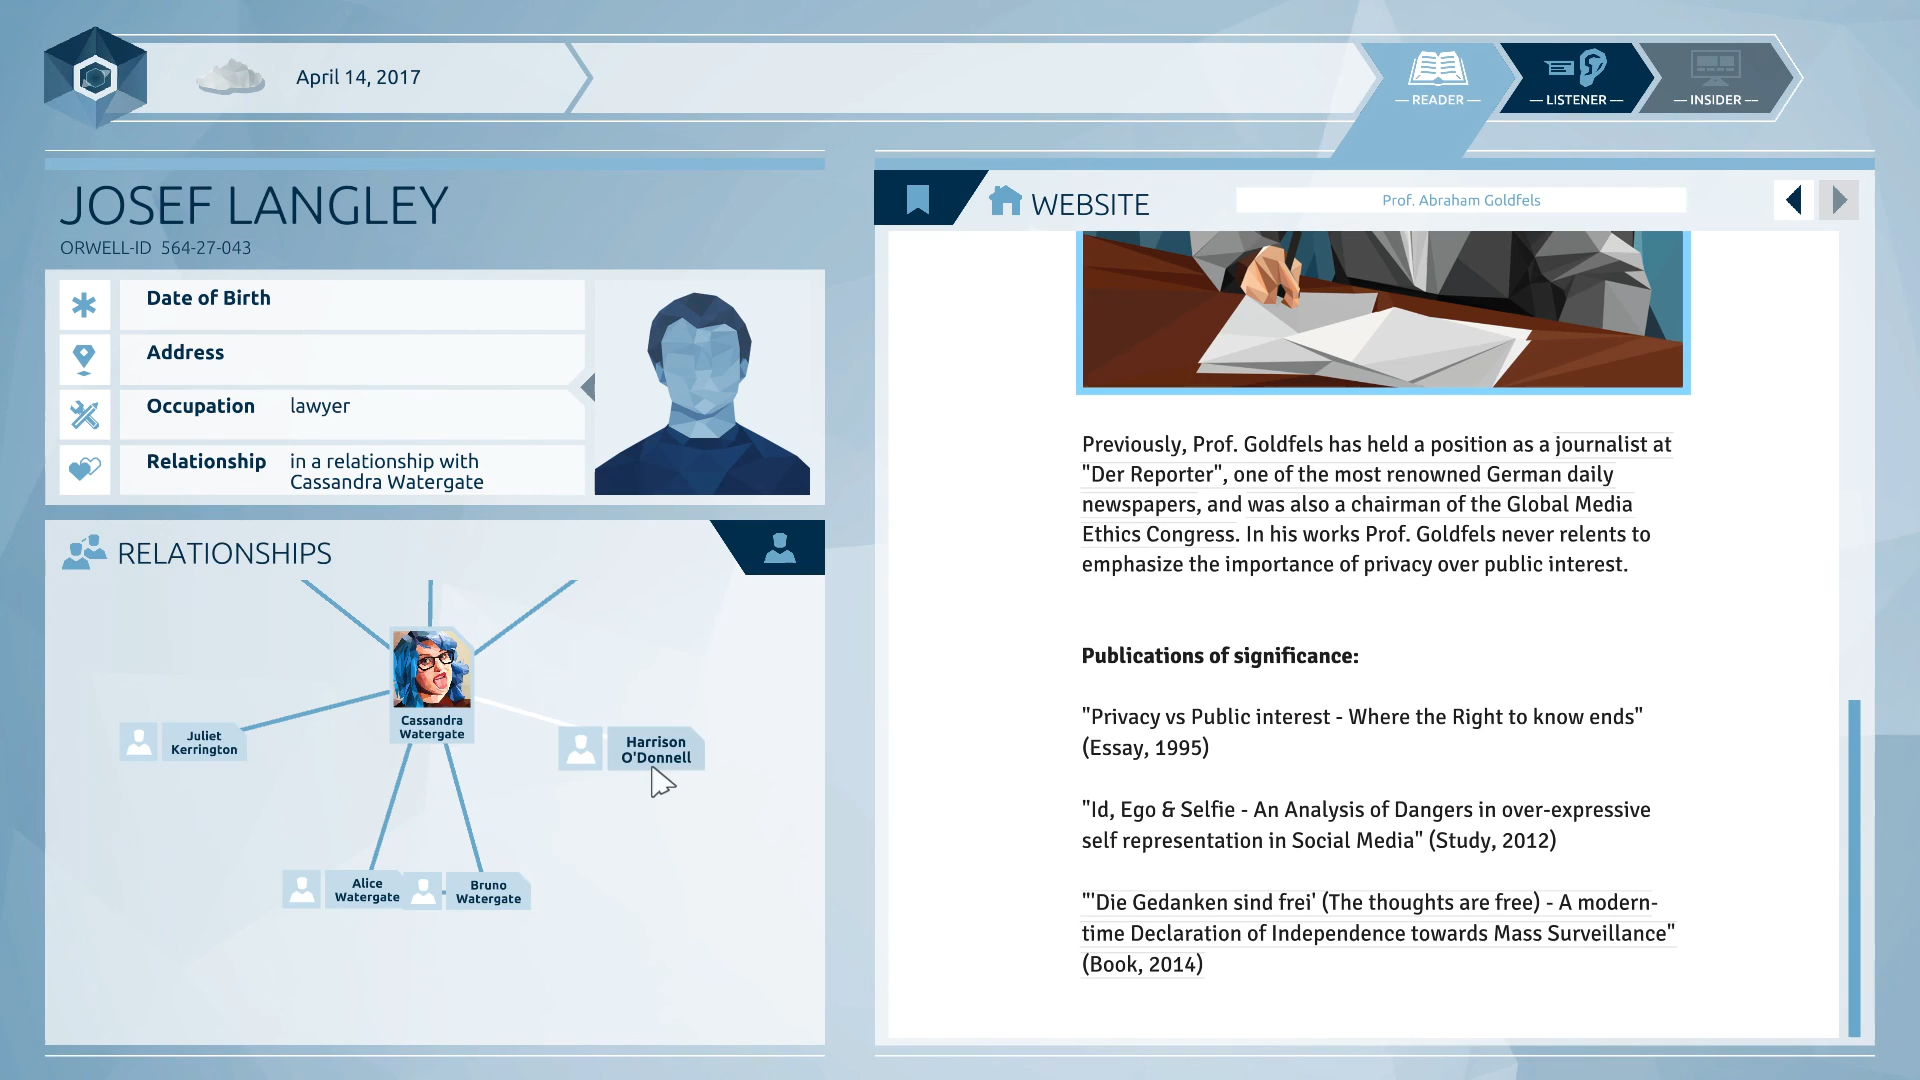 April 14, 2017
— READER —
— LISTENER —
— INSIDER —
JOSEF LANGLEY
ORWELL-ID 564-27-043
Date of Birth
Address
Occupation lawyer
Relationship in a relationship with
Cassandra Watergate
RELATIONSHIPS
Cassandra
Watergate
Juliet
Kerrington
Harrison
O'Donnell
Alice
Watergate
Bruno
Watergate
WEBSITE
Prof. Abraham Goldfels
Previously, Prof. Goldfels has held a position as a journalist at
"Der Reporter", one of the most renowned German daily
newspapers, and was also a chairman of the Global Media
Ethics Congress. In his works Prof. Goldfels never relents to
emphasize the importance of privacy over public interest.
Publications of significance:
"Privacy vs Public interest - Where the Right to know ends"
(Essay, 1995)
"Id, Ego & Selfie - An Analysis of Dangers in over-expressive
self representation in Social Media" (Study, 2012)
"'Die Gedanken sind frei' (The thoughts are free) - A modern-
time Declaration of Independence towards Mass Surveillance"
(Book, 2014)